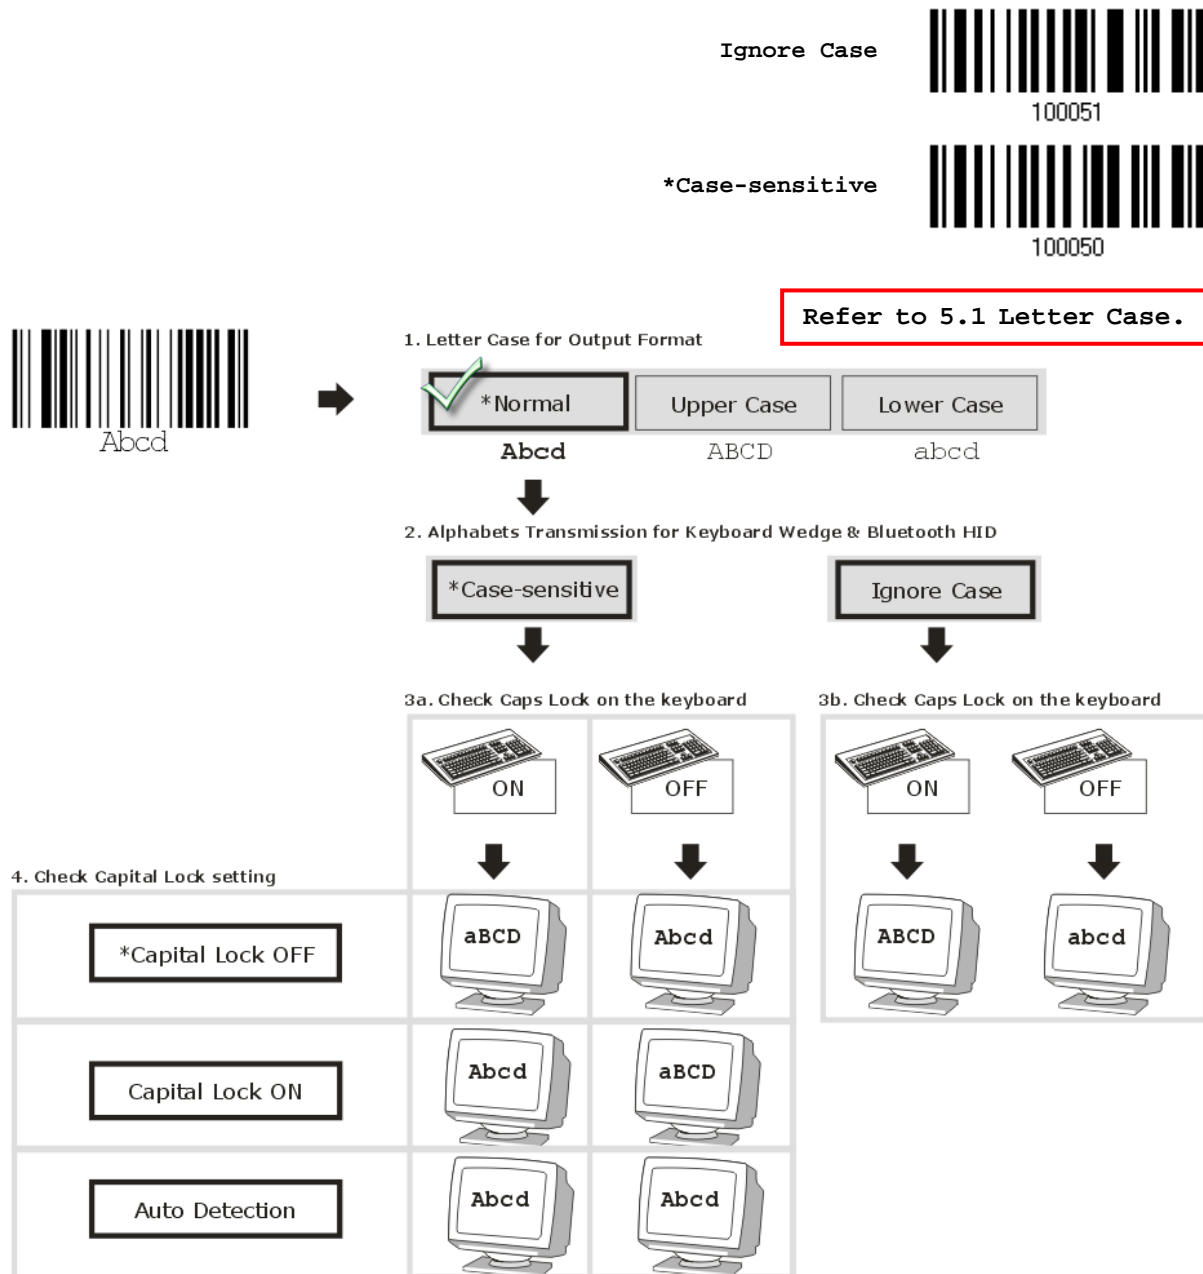 Ignore Case
100051
*Case-sensitive
100050
Refer to 5.1 Letter Case.
1. Letter Case for Output Format
*Normal Upper Case Lower Case
Abcd
Abcd ABCD abcd
2. Alphabets Transmission for Keyboard Wedge & Bluetooth HID
*Case-sensitive Ignore Case
3a. Check Caps Lock on the keyboard 3b. Check Caps Lock on the keyboard
ON OFF ON OFF
4. Check Capital Lock setting
*Capital Lock OFF aBCD Abcd ABCD abcd
Capital Lock ON Abcd aBCD
Auto Detection Abcd Abcd